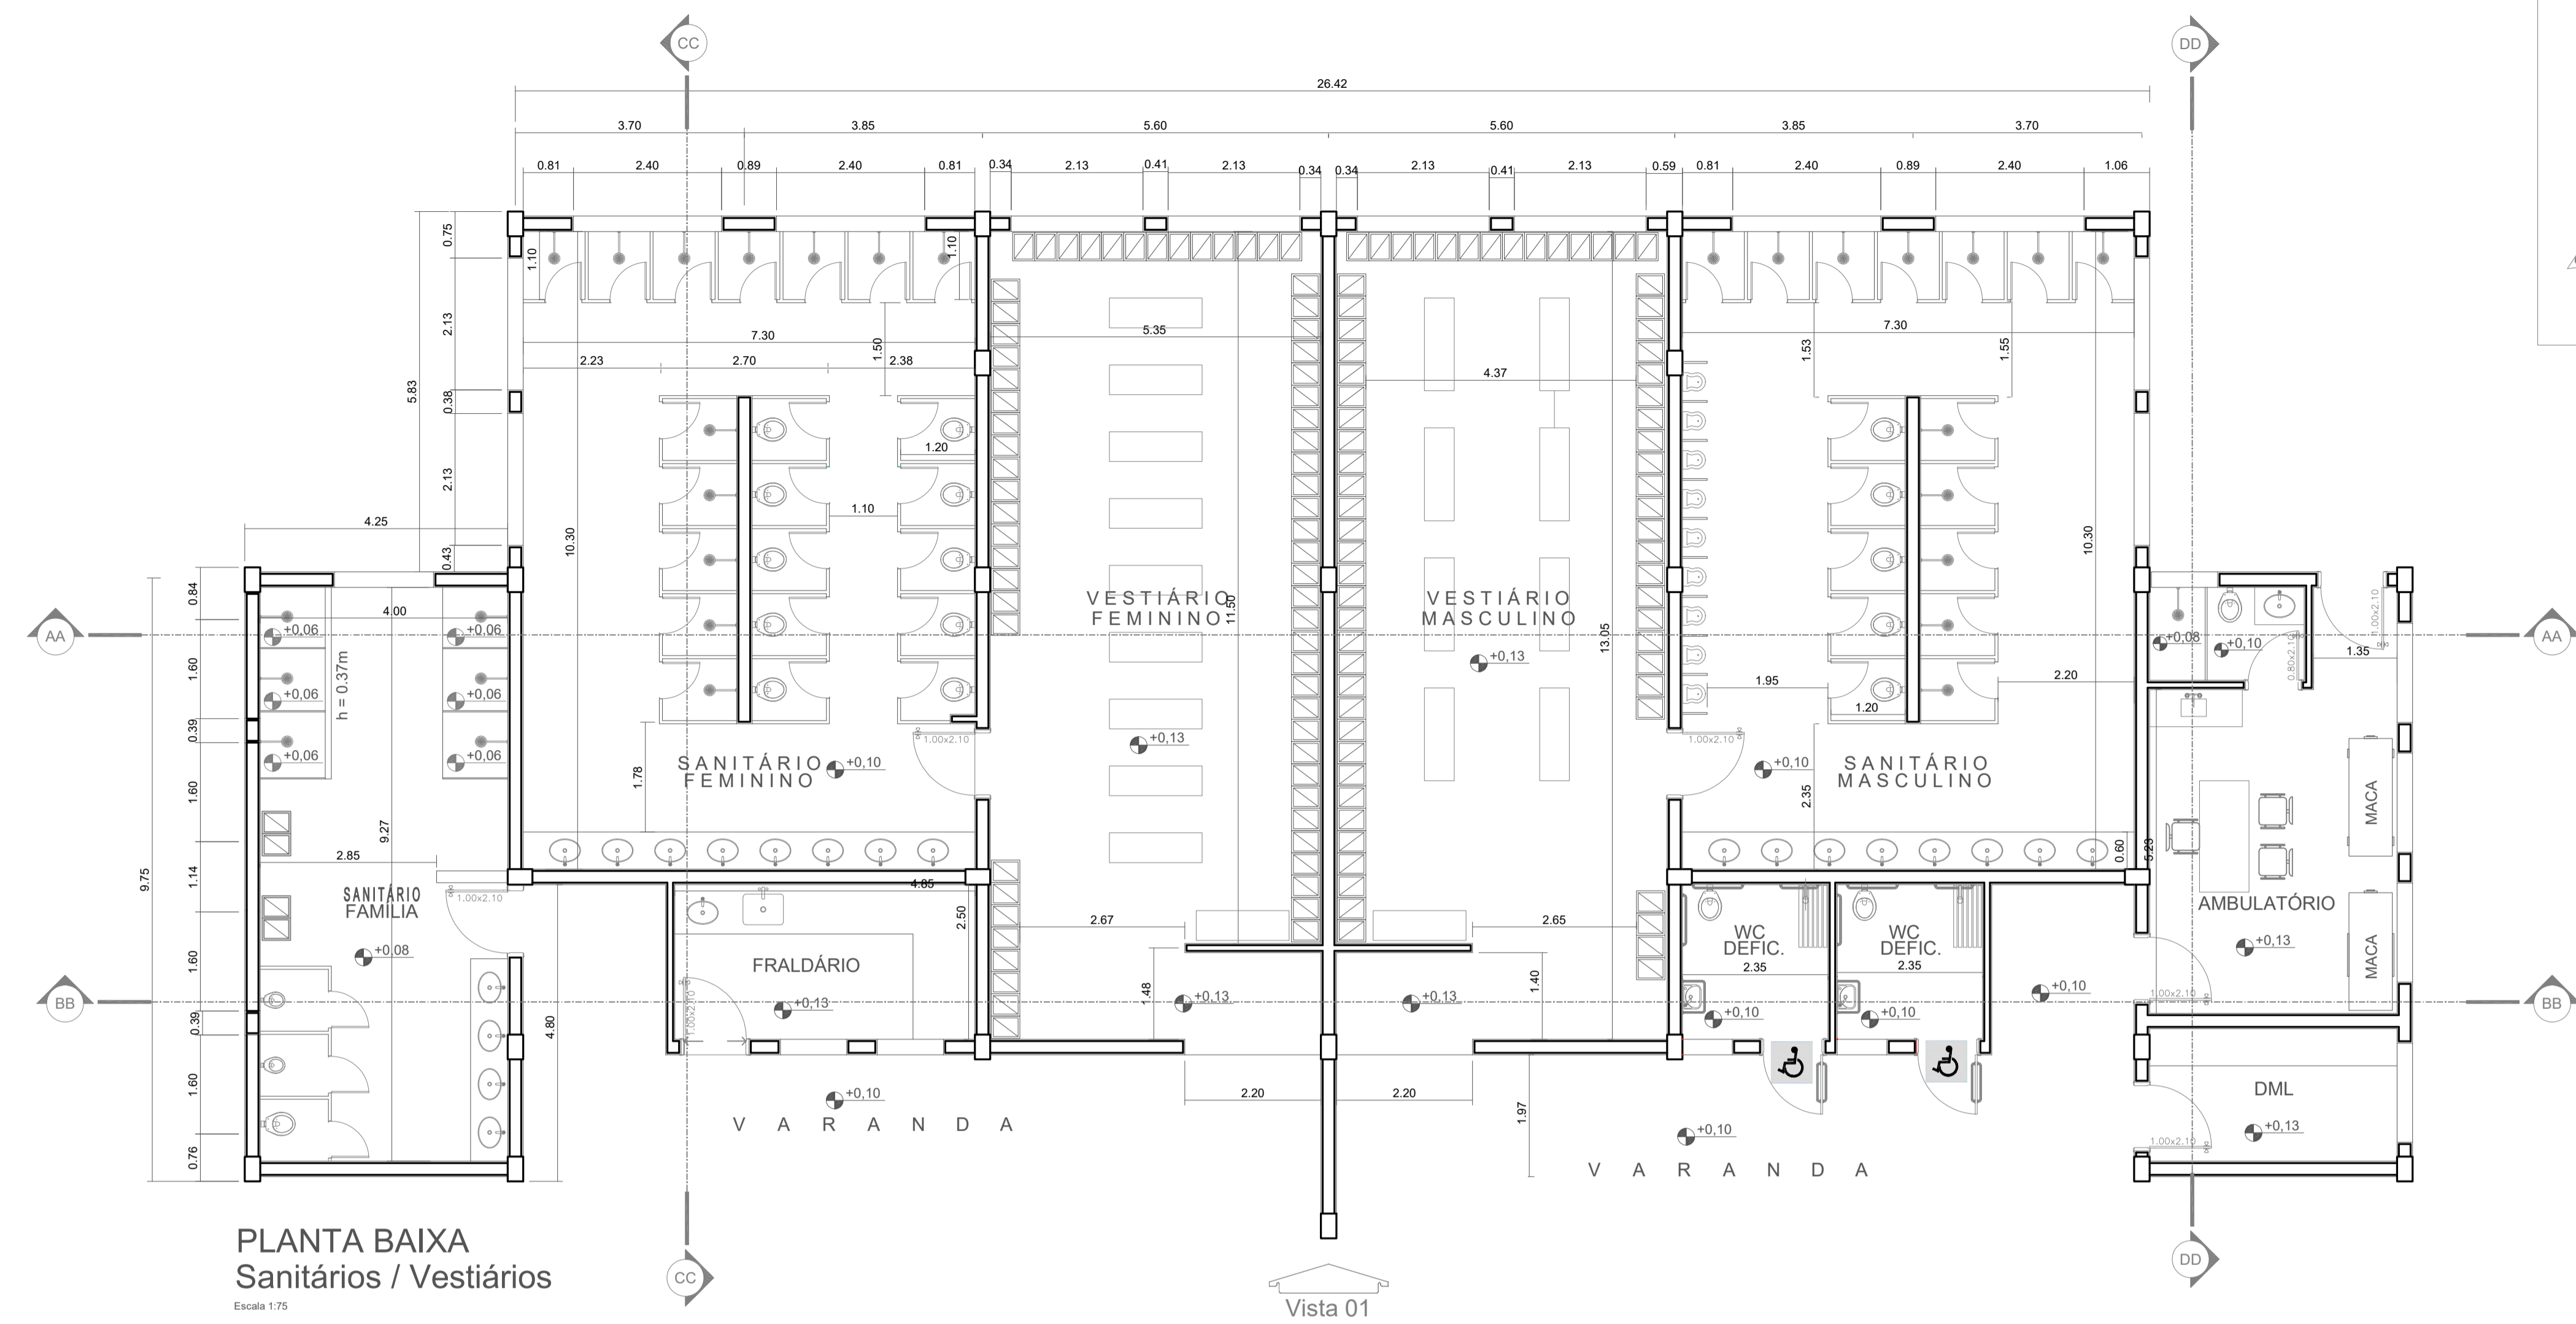 CC
DD
26.42
3.70
3.85
5.60
5.60
3.85
3.70
0.81
2.40
0.89
2.40
0.81
0.34
2.13
0.41
2.13
0.34
0.34
2.13
0.41
2.13
0.59
0.81
2.40
0.89
2.40
1.06
0.75
5.83
2.13
0.38
2.13
0.43
1.10
1.10
7.30
1.50
2.23
2.70
2.38
5.35
4.37
7.30
1.53
1.55
1.20
1.10
10.30
10.30
4.25
0.84
4.00
+0,06
+0,06
AA
1.60
h = 0.37m
+0,06
+0,06
0.39
+0,06
+0,06
VESTIÁRIO
FEMININO
11.50
VESTIÁRIO
MASCULINO
13.05
+0,13
+0,08
+0,10
0.80x2.10
1.00x2.10
1.35
AA
1.95
2.20
1.20
1.00x2.10
+0,13
1.00x2.10
SANITÁRIO
FEMININO
+0,10
1.78
+0,10
2.35
SANITÁRIO
MASCULINO
1.60
9.27
MACA
9.75
2.85
1.14
0.60
5.23
SANITÁRIO
FAMÍLIA
1.00x2.10
4.85
2.50
2.67
2.65
WC
DEFIC.
2.35
WC
DEFIC.
2.35
AMBULATÓRIO
+0,13
MACA
+0,08
1.60
FRALDÁRIO
+0,13
1.00x2.10
1.48
+0,13
+0,13
1.40
+0,10
+0,10
+0,10
1.00x2.10
BB
BB
0.39
4.80
1.60
+0,10
VARANDA
2.20
2.20
1.97
+0,10
VARANDA
DML
+0,13
1.00x2.10
0.76
PLANTA BAIXA
Sanitários / Vestiários
Escala 1:75
CC
Vista 01
DD